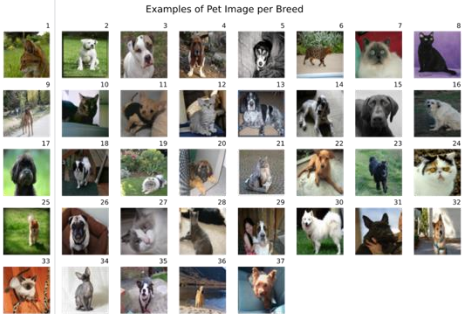 Examples of Pet Image per Breed
1 2 3 4 5 6 7 8
9 10 11 12 13 14 15 16
17 18 19 20 21 22 23 24
25 26 27 28 29 30 31 32
33 34 35 36 37